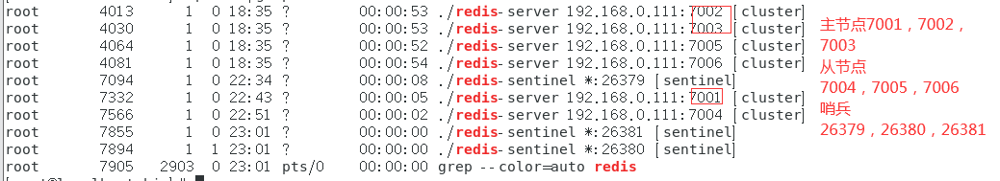 root 4013 1 0 18:35 ? 00:00:53 ./redis-server 192.168.0.111:7002 [cluster]
root 4030 1 0 18:35 ? 00:00:53 ./redis-server 192.168.0.111:7003 [cluster]
root 4064 1 0 18:35 ? 00:00:52 ./redis-server 192.168.0.111:7005 [cluster]
root 4081 1 0 18:35 ? 00:00:54 ./redis-server 192.168.0.111:7006 [cluster]
root 7094 1 0 22:34 ? 00:00:08 ./redis-sentinel *:26379 [sentinel]
root 7332 1 0 22:43 ? 00:00:05 ./redis-server 192.168.0.111:7001 [cluster]
root 7566 1 0 22:51 ? 00:00:02 ./redis-server 192.168.0.111:7004 [cluster]
root 7855 1 0 23:01 ? 00:00:00 ./redis-sentinel *:26381 [sentinel]
root 7894 1 1 23:01 ? 00:00:00 ./redis-sentinel *:26380 [sentinel]
root 7905 2903 0 23:01 pts/0 00:00:00 grep --color=auto redis
主节点7001，7002，
7003
从节点
7004，7005，7006
哨兵
26379，26380，26381